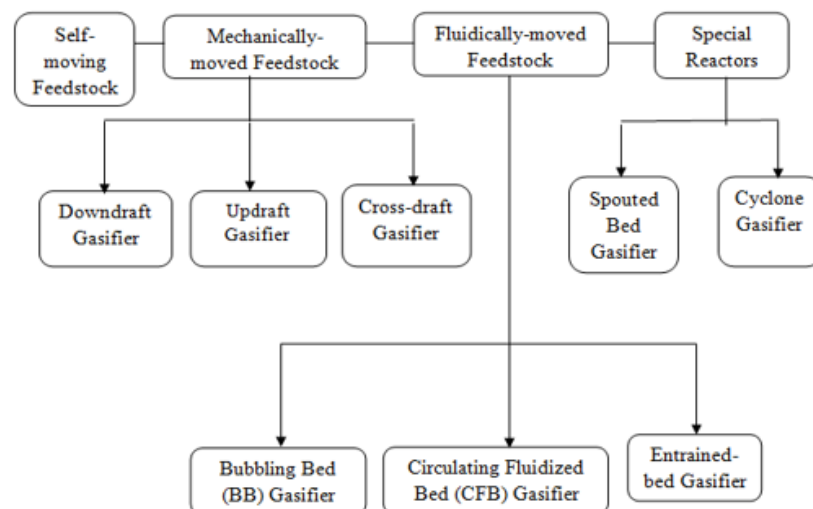 Self-
moving
Feedstock
Mechanically-
moved Feedstock
Fluidically-moved
Feedstock
Special
Reactors
Downdraft
Gasifier
Updraft
Gasifier
Cross-draft
Gasifier
Spouted
Bed
Gasifier
Cyclone
Gasifier
Bubbling Bed
(BB) Gasifier
Circulating Fluidized
Bed (CFB) Gasifier
Entrained-
bed Gasifier